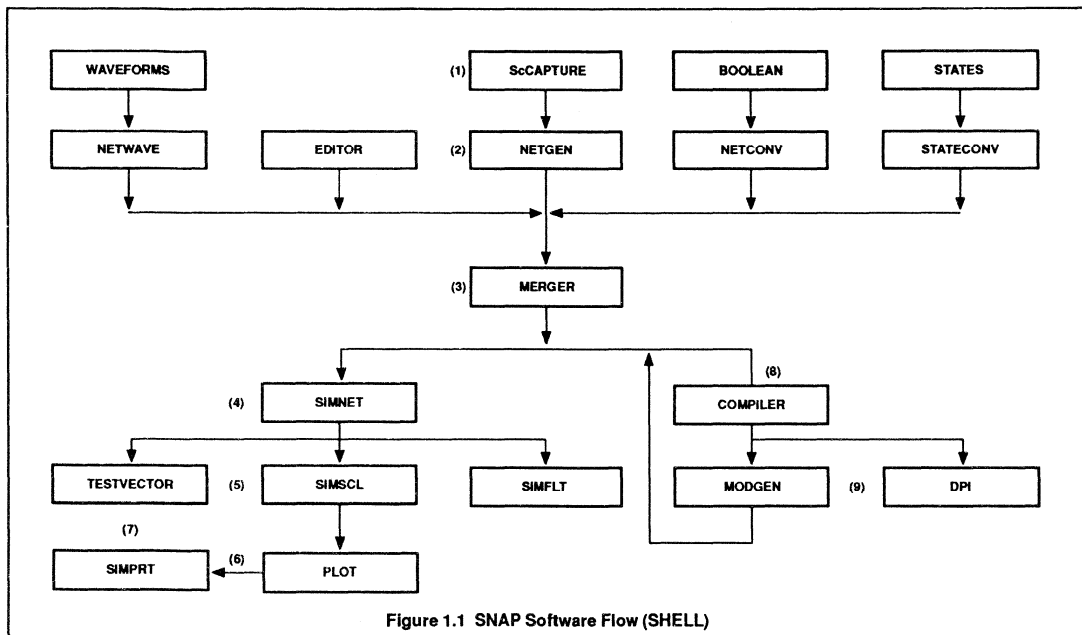 WAVEFORMS
(1) ScCAPTURE
BOOLEAN
STATES
NETWAVE
EDITOR
(2) NETGEN
NETCONV
STATECONV
(3) MERGER
(8)
(4) SIMNET
COMPILER
TESTVECTOR
(5) SIMSCL
SIMFLT
MODGEN
(9) DPI
(7)
SIMPRT
(6)
PLOT
Figure 1.1 SNAP Software Flow (SHELL)